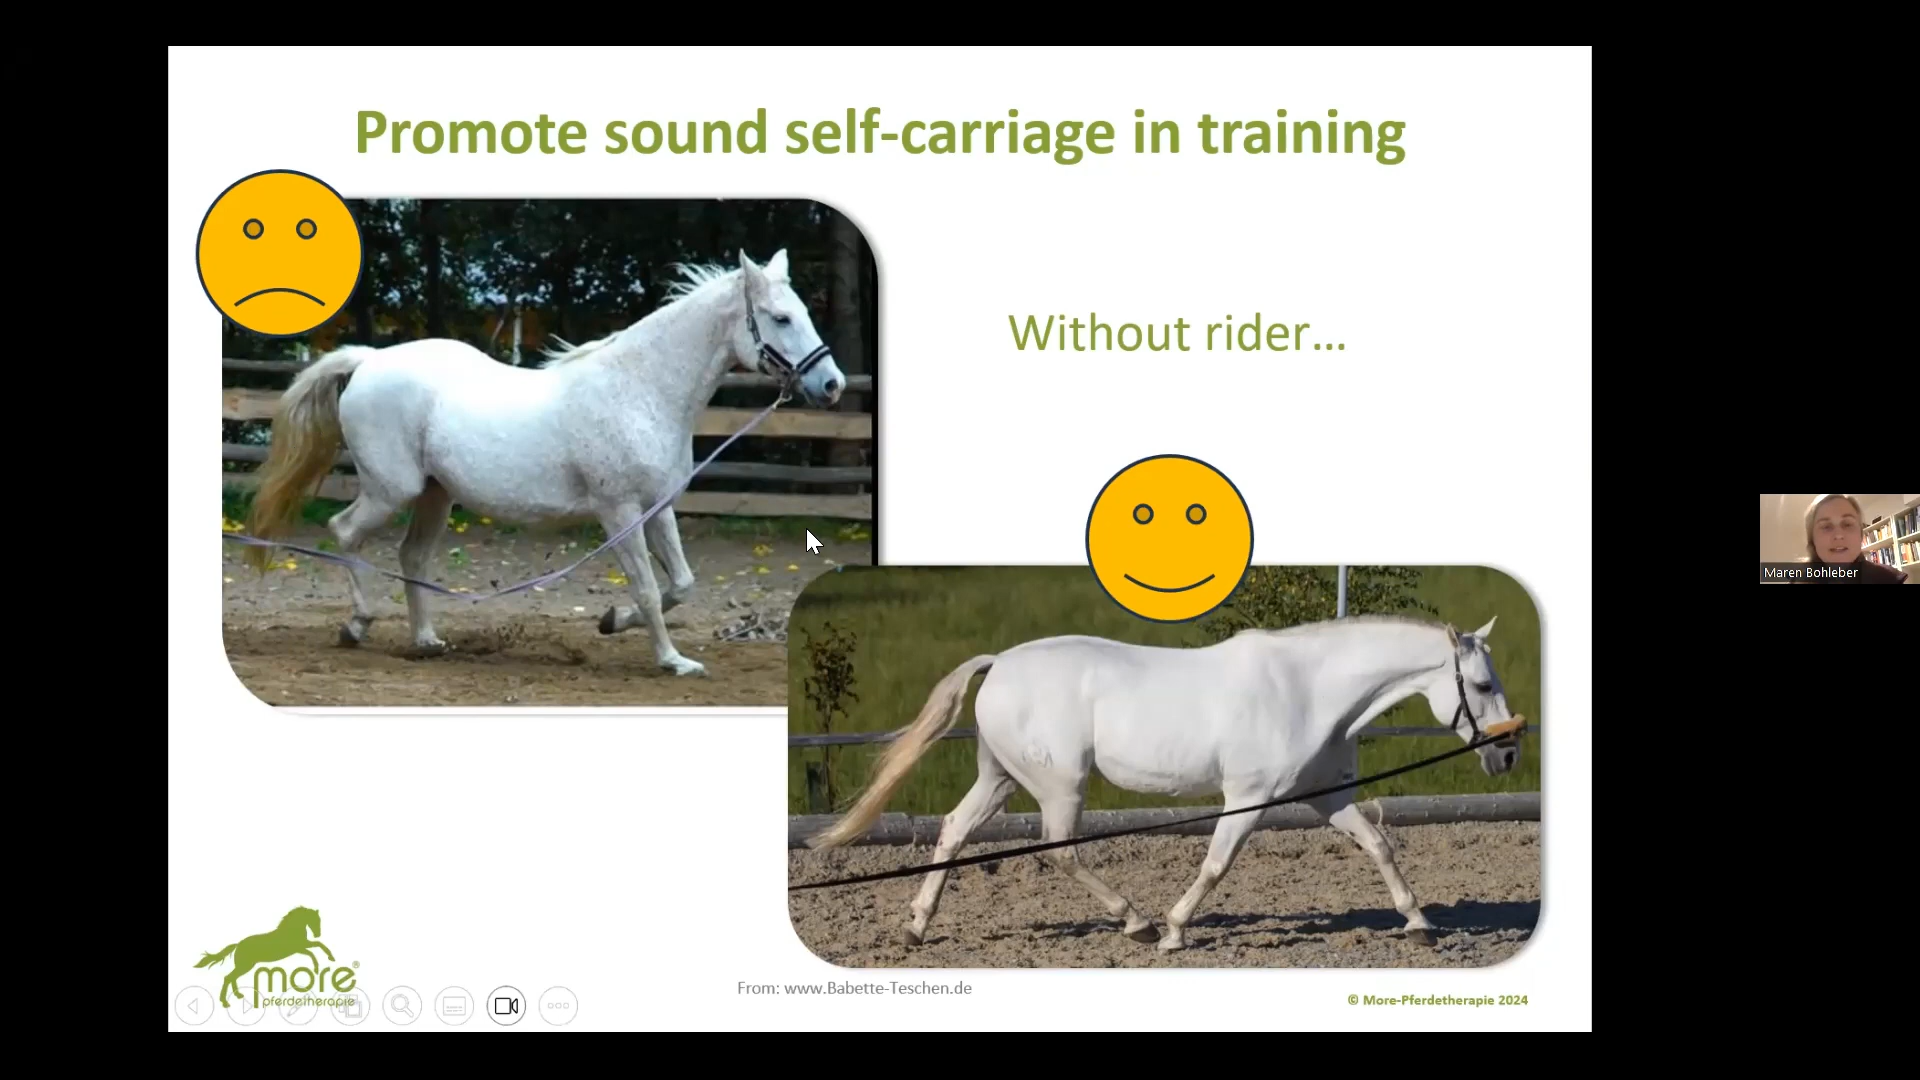 Promote sound self-carriage in training
Without rider...
Maren Bohleber
more®
pferdetherapie
From: www.Babette-Teschen.de
© More-Pferdetherapie 2024